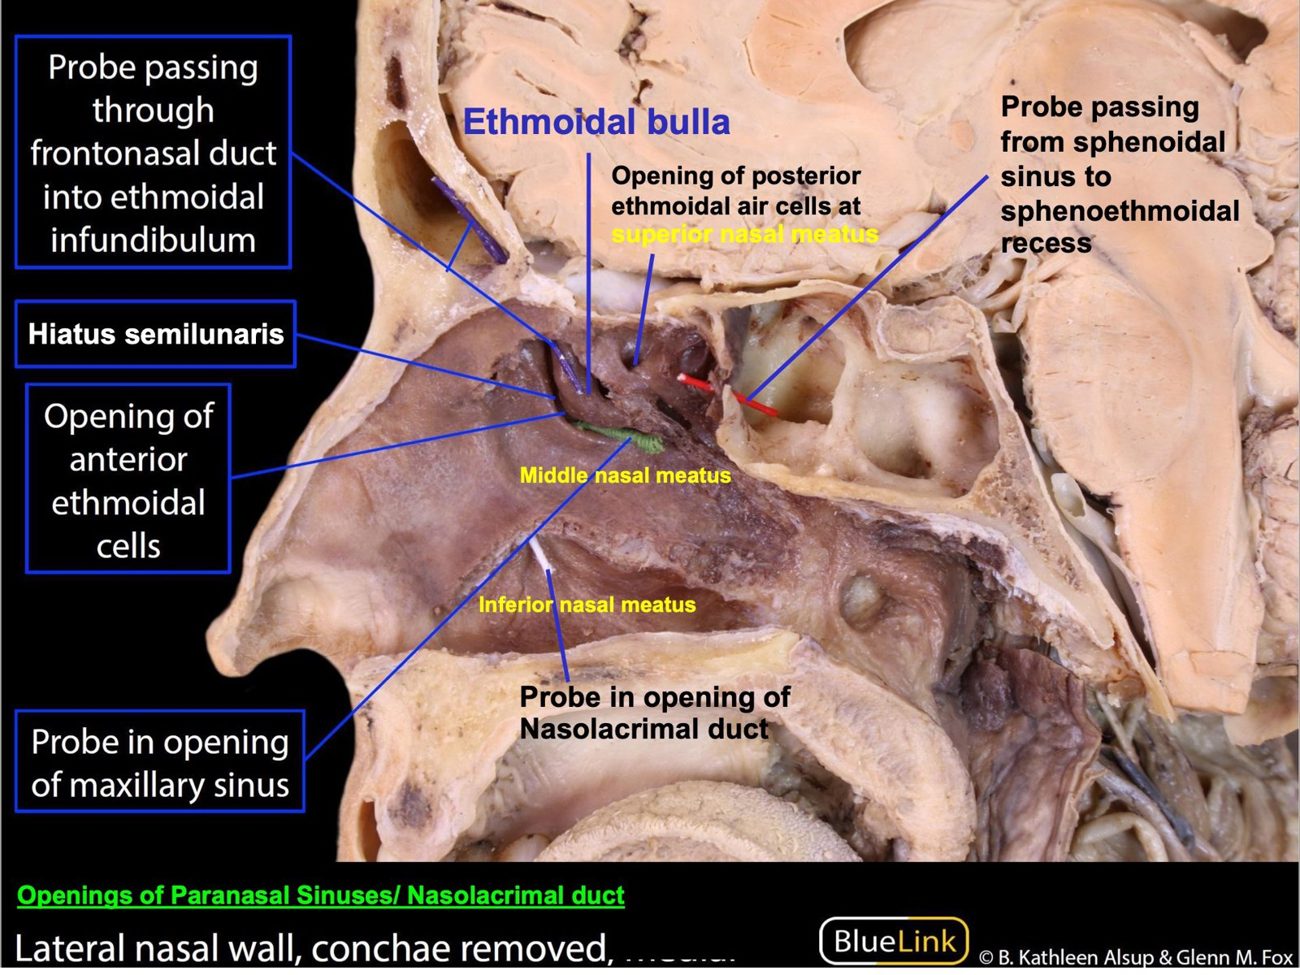 Probe passing
through
frontonasal duct
into ethmoidal
infundibulum
Ethmoidal bulla
Opening of posterior
ethmoidal air cells at
superior nasal meatus
Probe passing
from sphenoidal
sinus to
sphenoethmoidal
recess
Hiatus semilunaris
Opening of
anterior
ethmoidal
cells
Middle nasal meatus
Inferior nasal meatus
Probe in opening of
Nasolacrimal duct
Probe in opening
of maxillary sinus
Openings of Paranasal Sinuses/ Nasolacrimal duct
Lateral nasal wall, conchae removed,
BlueLink
© B. Kathleen Alsup & Glenn M. Fox